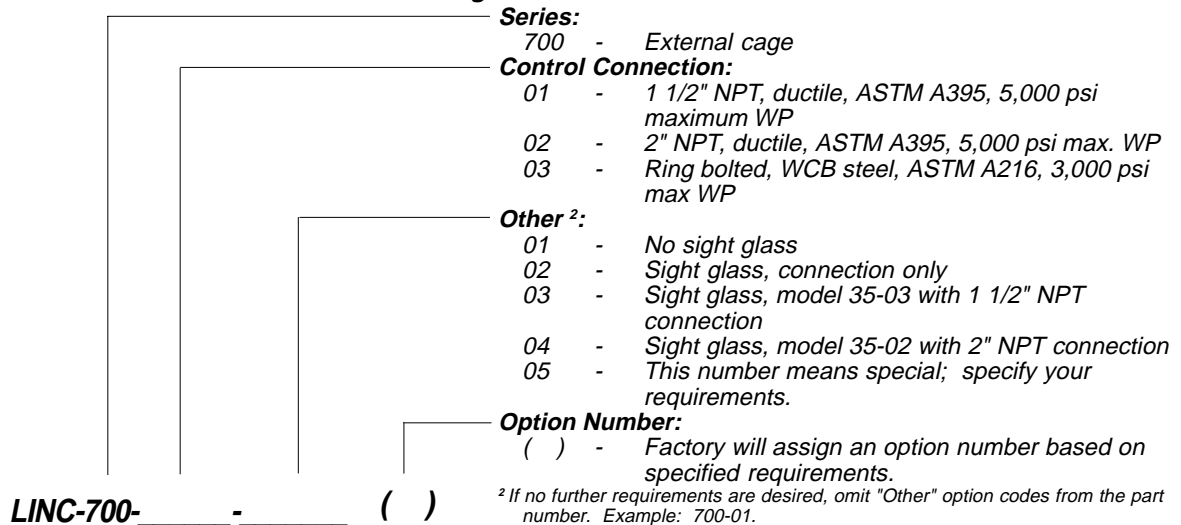 Series:
700 - External cage
Control Connection:
01 - 1 1/2" NPT, ductile, ASTM A395, 5,000 psi
maximum WP
02 - 2" NPT, ductile, ASTM A395, 5,000 psi max. WP
03 - Ring bolted, WCB steel, ASTM A216, 3,000 psi
max WP
Other ²:
01 - No sight glass
02 - Sight glass, connection only
03 - Sight glass, model 35-03 with 1 1/2" NPT
connection
04 - Sight glass, model 35-02 with 2" NPT connection
05 - This number means special; specify your
requirements.
Option Number:
( ) - Factory will assign an option number based on
specified requirements.
LINC-700-______-_______ ( )
² If no further requirements are desired, omit "Other" option codes from the part
number. Example: 700-01.